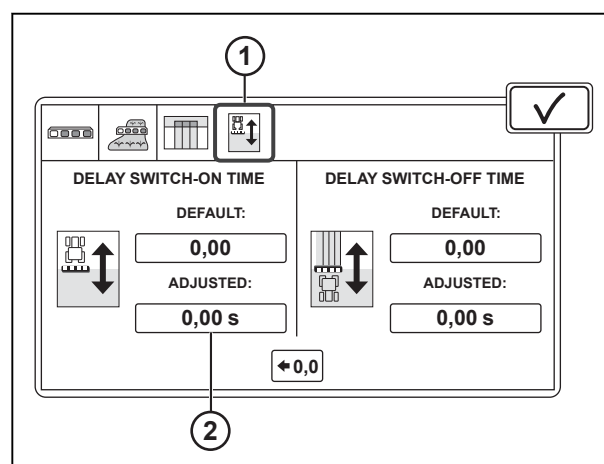 1
DELAY SWITCH-ON TIME
DELAY SWITCH-OFF TIME
DEFAULT:
DEFAULT:
0,00
0,00
ADJUSTED:
ADJUSTED:
0,00 s
0,00 s
0,0
2